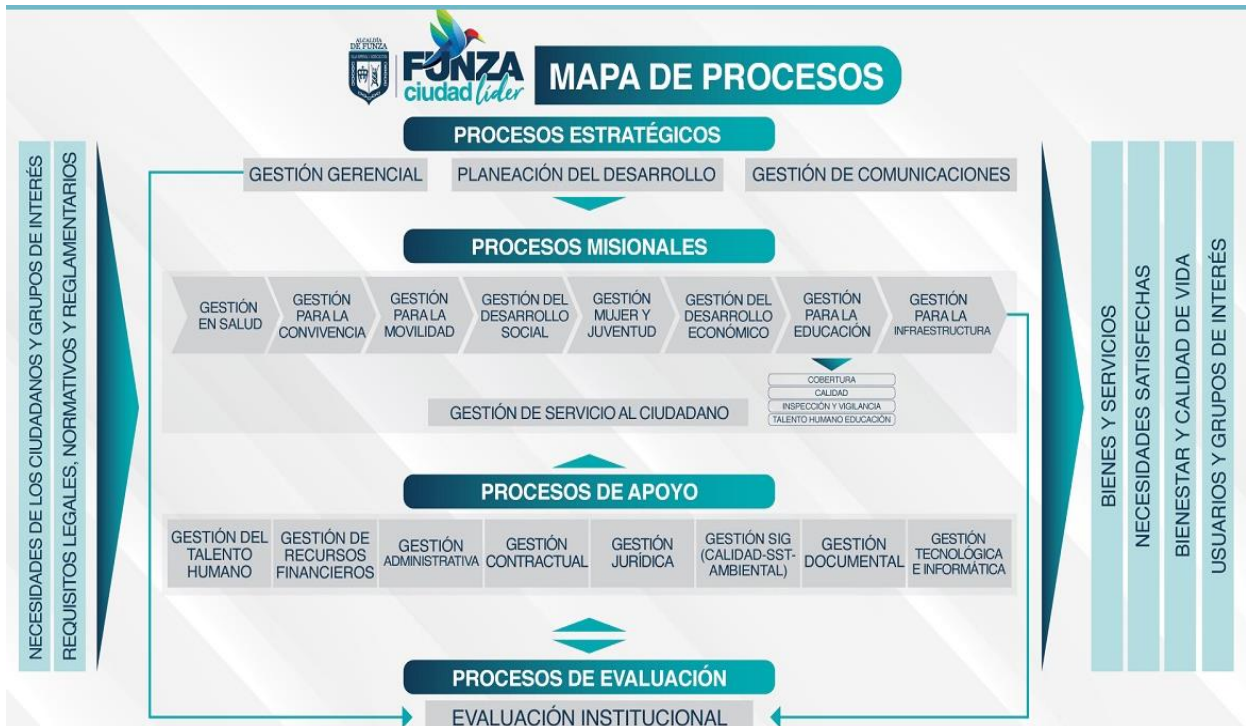 ALCALDÍA
DE FUNZA
FUNZA
ciudad líder
MAPA DE PROCESOS
NECESIDADES DE LOS CIUDADANOS Y GRUPOS DE INTERÉS
REQUISITOS LEGALES, NORMATIVOS Y REGLAMENTARIOS
PROCESOS ESTRATÉGICOS
GESTIÓN GERENCIAL
PLANEACIÓN DEL DESARROLLO
GESTIÓN DE COMUNICACIONES
PROCESOS MISIONALES
GESTIÓN
EN SALUD
GESTIÓN
PARA LA
CONVIVENCIA
GESTIÓN
PARA LA
MOVILIDAD
GESTIÓN DEL
DESARROLLO
SOCIAL
GESTIÓN
MUJER Y
JUVENTUD
GESTIÓN DEL
DESARROLLO
ECONÓMICO
GESTIÓN
PARA LA
EDUCACIÓN
GESTIÓN
PARA LA
INFRAESTRUCTURA
COBERTURA
CALIDAD
INSPECCIÓN Y VIGILANCIA
TALENTO HUMANO EDUCACIÓN
GESTIÓN DE SERVICIO AL CIUDADANO
PROCESOS DE APOYO
GESTIÓN DEL
TALENTO
HUMANO
GESTIÓN DE
RECURSOS
FINANCIEROS
GESTIÓN
ADMINISTRATIVA
GESTIÓN
CONTRACTUAL
GESTIÓN
JURÍDICA
GESTIÓN SIG
(CALIDAD-SST-
AMBIENTAL)
GESTIÓN
DOCUMENTAL
GESTIÓN
TECNOLÓGICA
E INFORMÁTICA
PROCESOS DE EVALUACIÓN
EVALUACIÓN INSTITUCIONAL
BIENES Y SERVICIOS
NECESIDADES SATISFECHAS
BIENESTAR Y CALIDAD DE VIDA
USUARIOS Y GRUPOS DE INTERÉS